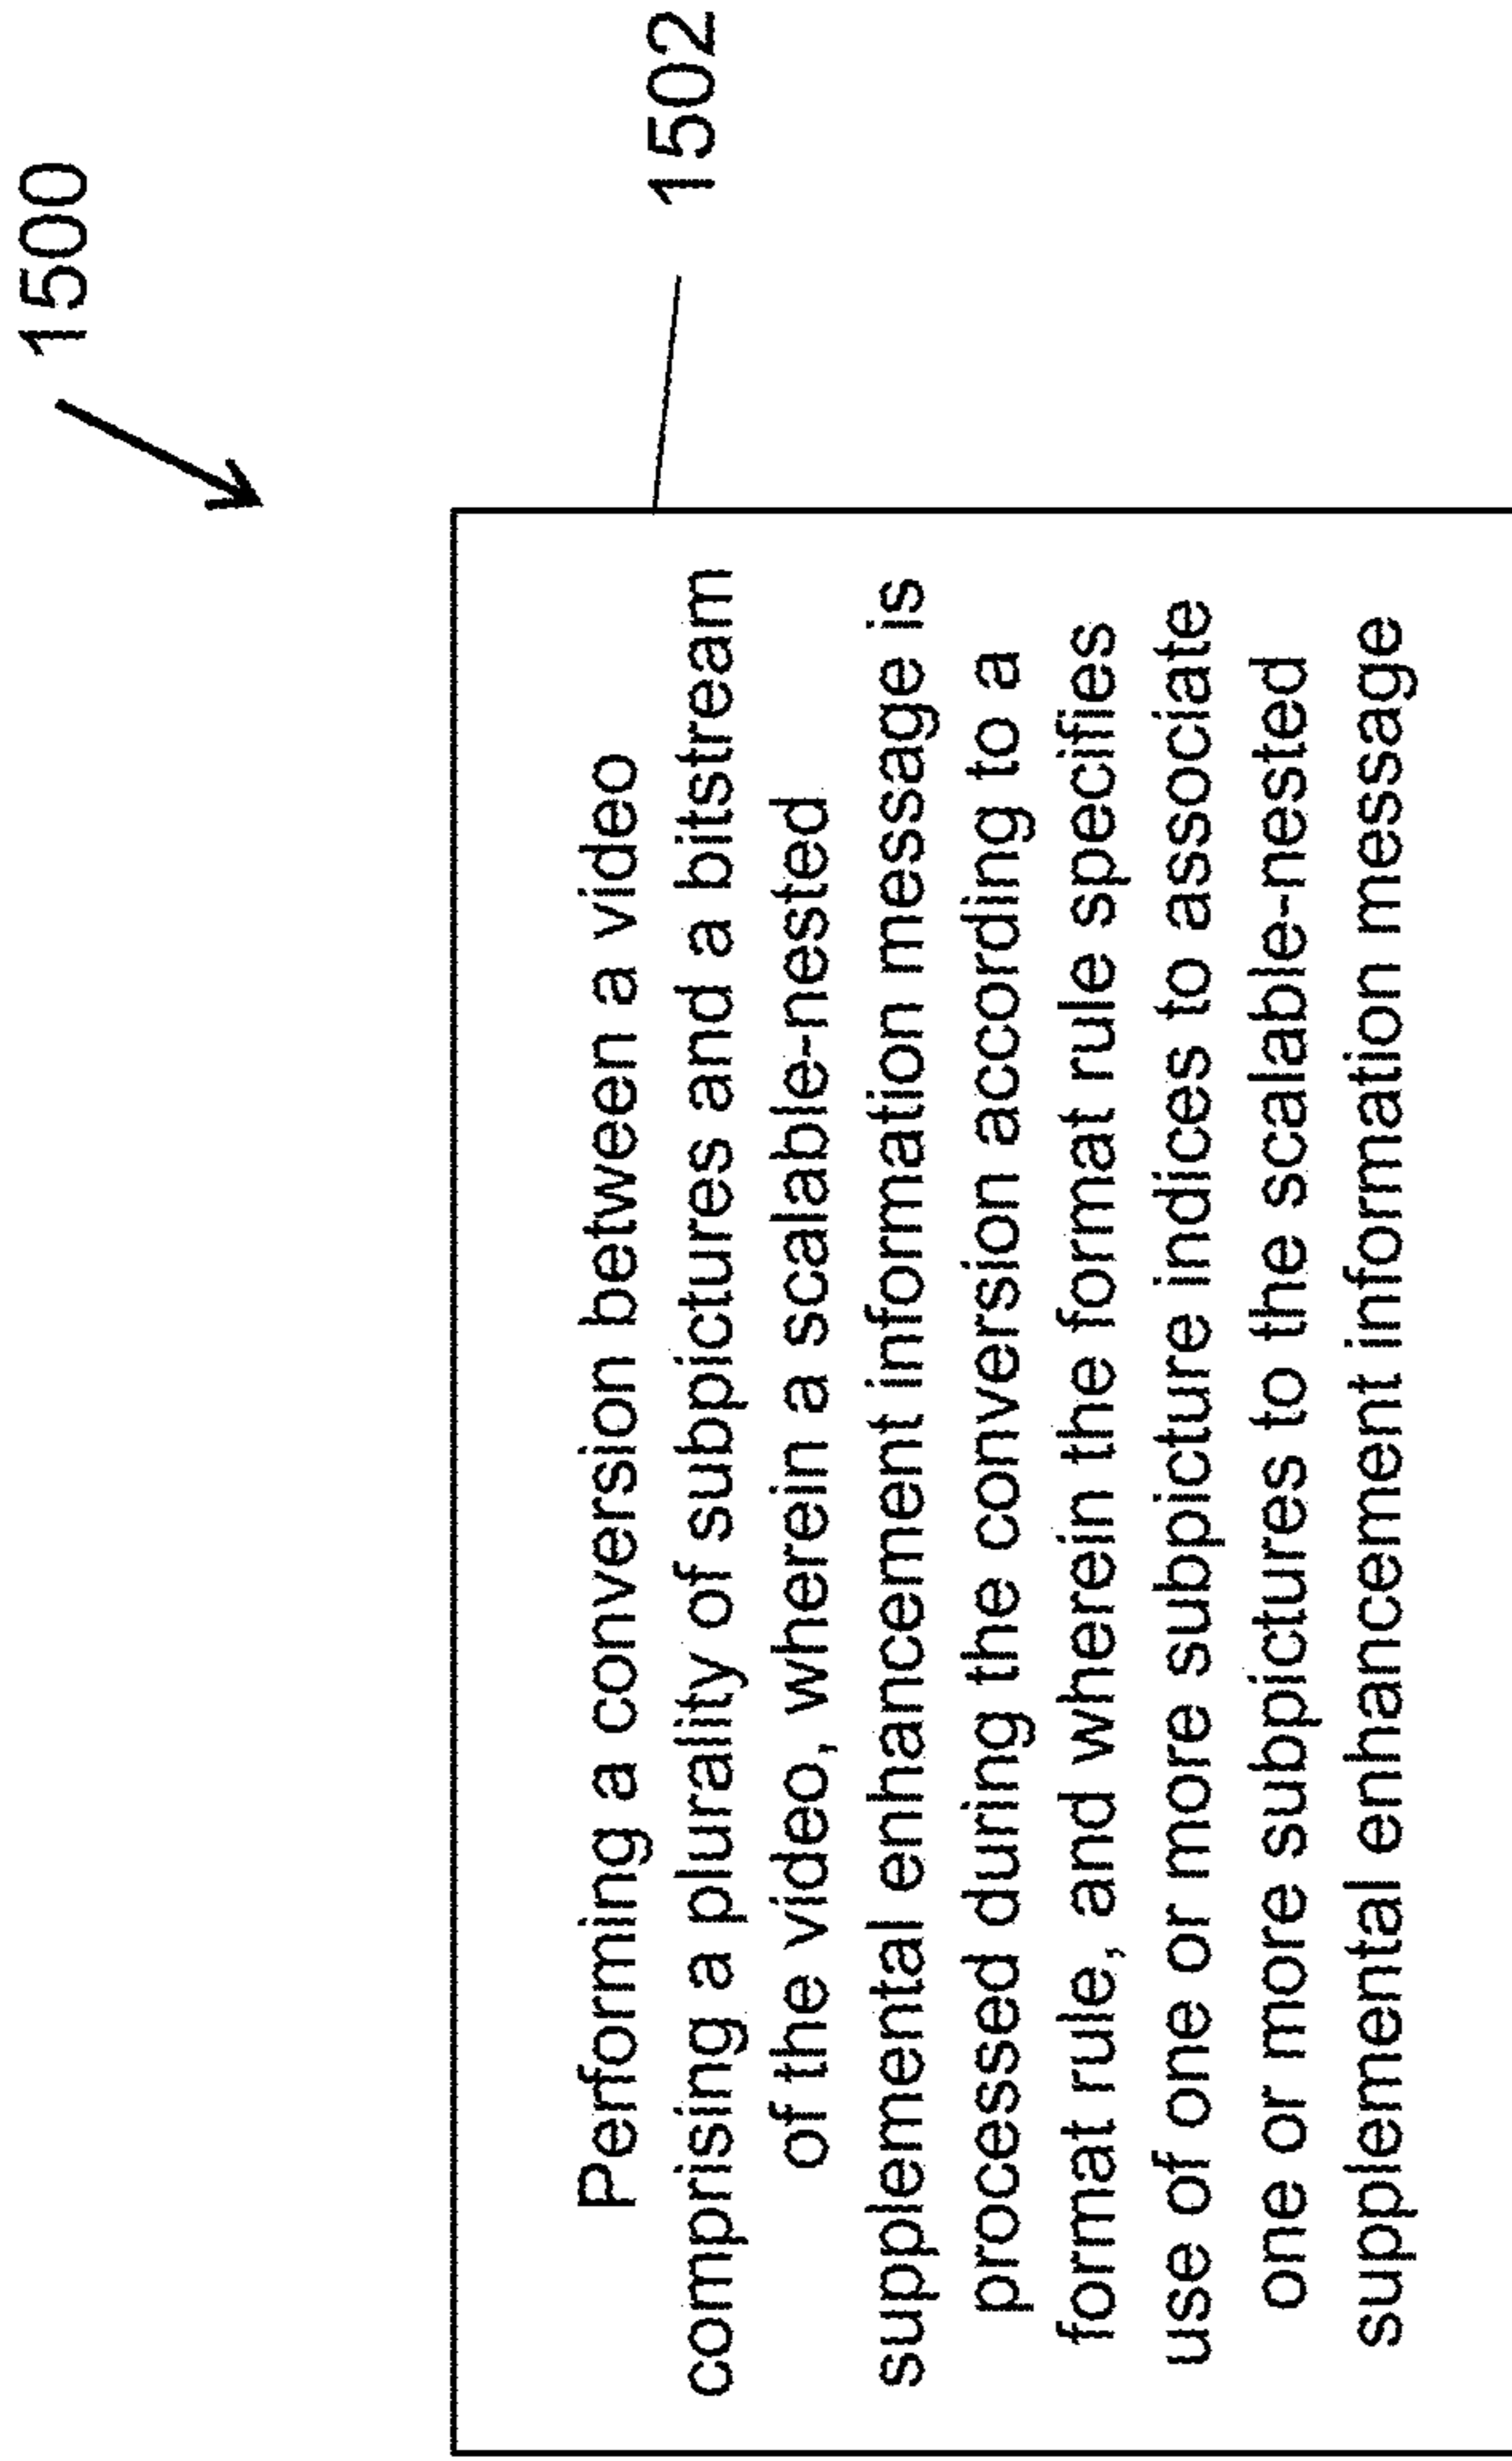 1500
1502
Performing a conversion between a video
comprising a plurality of subpictures and a bitstream
of the video, wherein a scalable-nested
supplemental enhancement information message is
processed during the conversion according to a
format rule, and wherein the format rule specifies
use of one or more subpicture indices to associate
one or more subpictures to the scalable-nested
supplemental enhancement information message